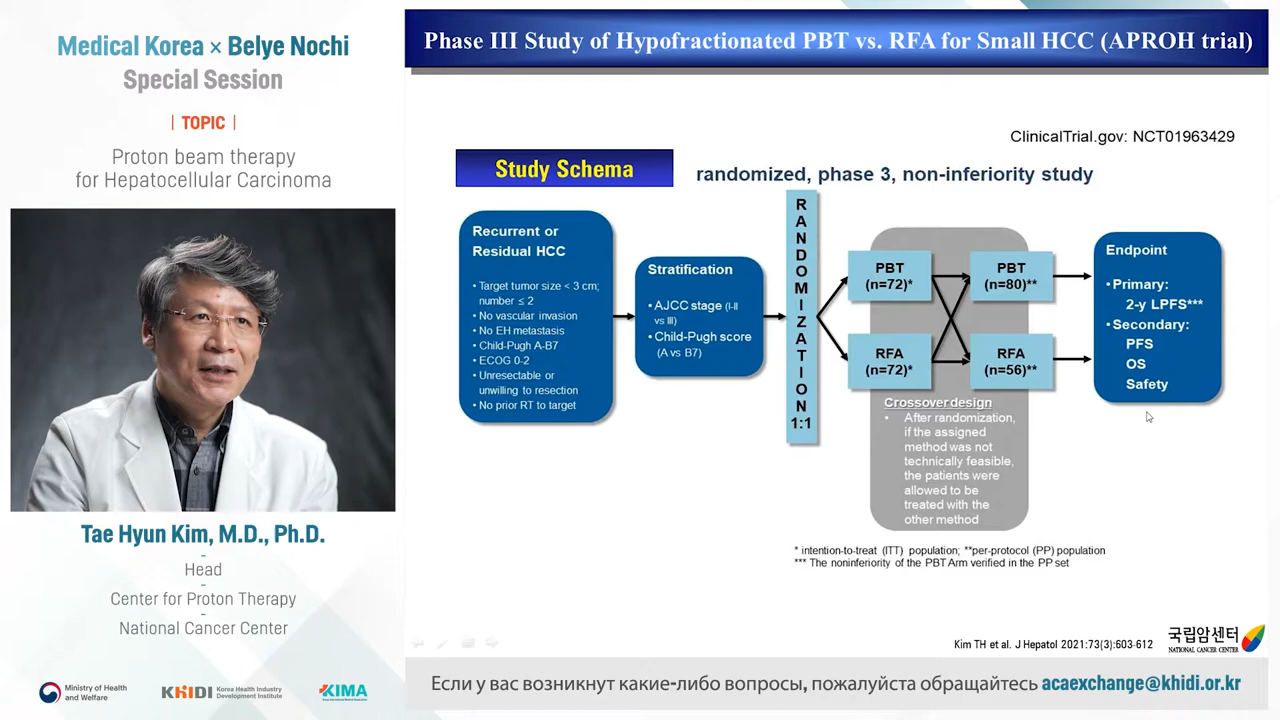 Medical Korea × Belye Nochi
Special Session
| TOPIC |
Proton beam therapy
for Hepatocellular Carcinoma
Tae Hyun Kim, M.D., Ph.D.
-
Head
-
Center for Proton Therapy
-
National Cancer Center
Ministry of Health
and Welfare
KHIDI
Korea Health Industry
Development Institute
KIMA
Phase III Study of Hypofractionated PBT vs. RFA for Small HCC (APROH trial)
ClinicalTrial.gov: NCT01963429
Study Schema
randomized, phase 3, non-inferiority study
Recurrent or
Residual HCC
• Target tumor size < 3 cm;
number ≤ 2
• No vascular invasion
• No EH metastasis
• Child-Pugh A-B7
• ECOG 0-2
• Unresectable or
unwilling to resection
• No prior RT to target
Stratification
• AJCC stage (I-II
vs III)
• Child-Pugh score
(A vs B7)
R
A
N
D
O
M
I
Z
A
T
I
O
N
1:1
PBT
(n=72)*
RFA
(n=72)*
PBT
(n=80)**
RFA
(n=56)**
Crossover design
• After randomization,
if the assigned
method was not
technically feasible,
the patients were
allowed to be
treated with the
other method
Endpoint
• Primary:
2-y LPFS***
• Secondary:
PFS
OS
Safety
* intention-to-treat (ITT) population; **per-protocol (PP) population
*** The noninferiority of the PBT Arm verified in the PP set
Kim TH et al. J Hepatol 2021:73(3):603-612
국립암센터
NATIONAL CANCER CENTER
Если у вас возникнут какие-либо вопросы, пожалуйста обращайтесь acaexchange@khidi.or.kr